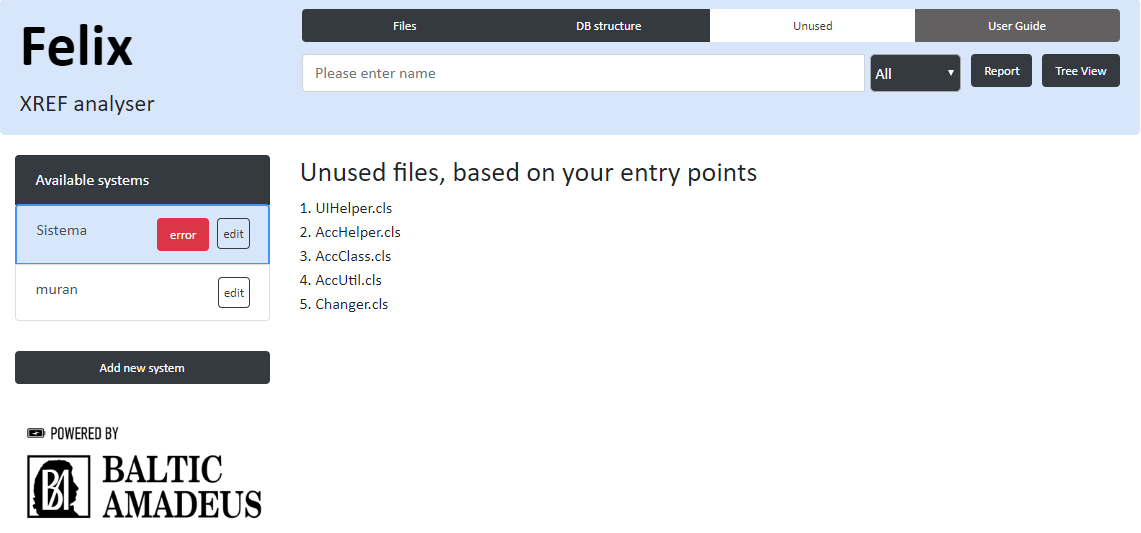 Felix
XREF analyser
Files
DB structure
Unused
User Guide
Please enter name
All
Report
Tree View
Available systems
Sistema
error
edit
muran
edit
Add new system
POWERED BY
BA
BALTIC
AMADEUS
Unused files, based on your entry points
1. UIHelper.cls
2. AccHelper.cls
3. AccClass.cls
4. AccUtil.cls
5. Changer.cls